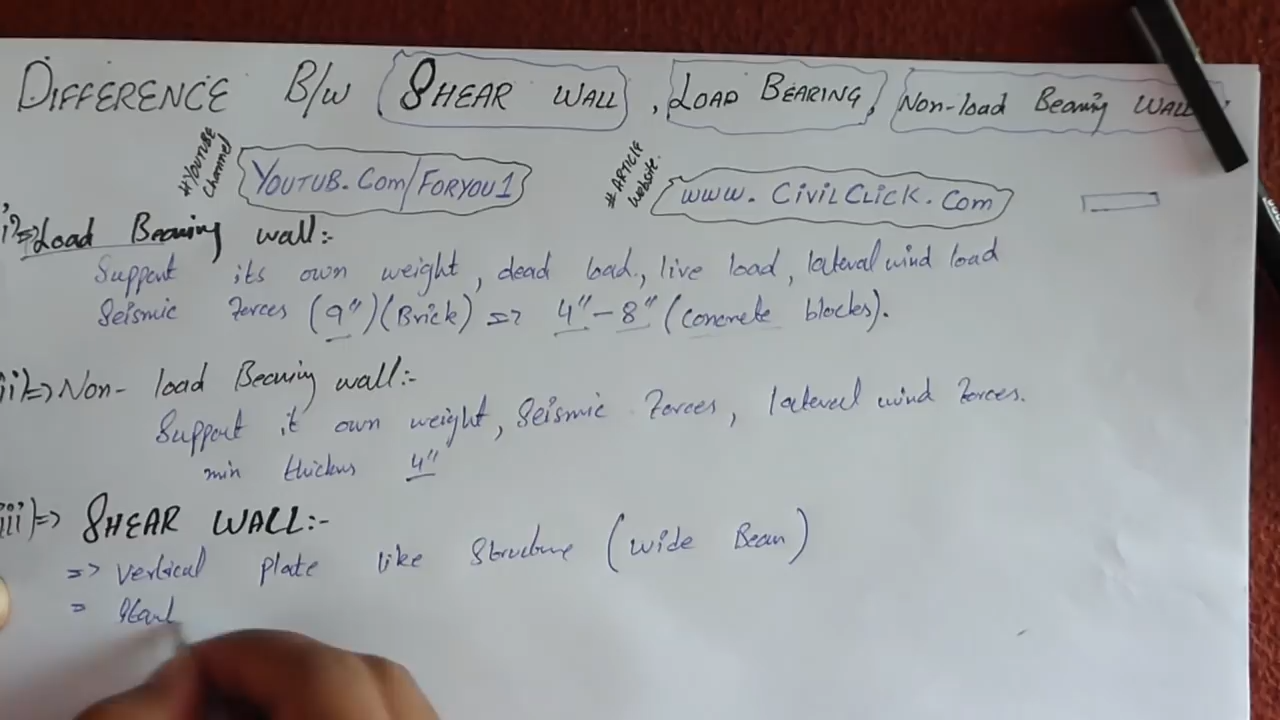 DIFFERENCE B/W SHEAR WALL, LOAD BEARING, Non-load Bearing WALL
#YOUTUBE Channel YOUTUB.Com/FORYOU1 #ARTICLE Website. www.CivilCLICK.Com
i)=> Load Bearing wall:-
Support its own weight, dead load, live load, lateral wind load
Seismic Forces (9")(Brick) => 4"-8" (concrete blocks).
ii)=> Non-load Bearing wall:-
Support it own weight, Seismic Forces, lateral wind Forces.
min thicknes 4"
iii)=> SHEAR WALL:-
=> Vertical Plate like Structure (Wide Beam)
= Start